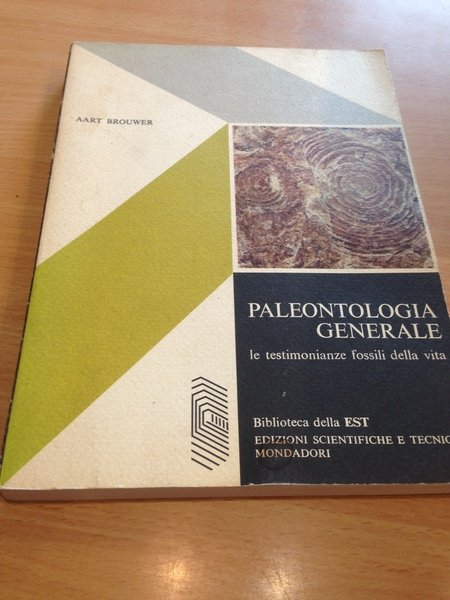 AART BROUWER
PALEONTOLOGIA
GENERALE
le testimonianze fossili della vita
Biblioteca della EST
EDIZIONI SCIENTIFICHE E TECNIC
MONDADORI